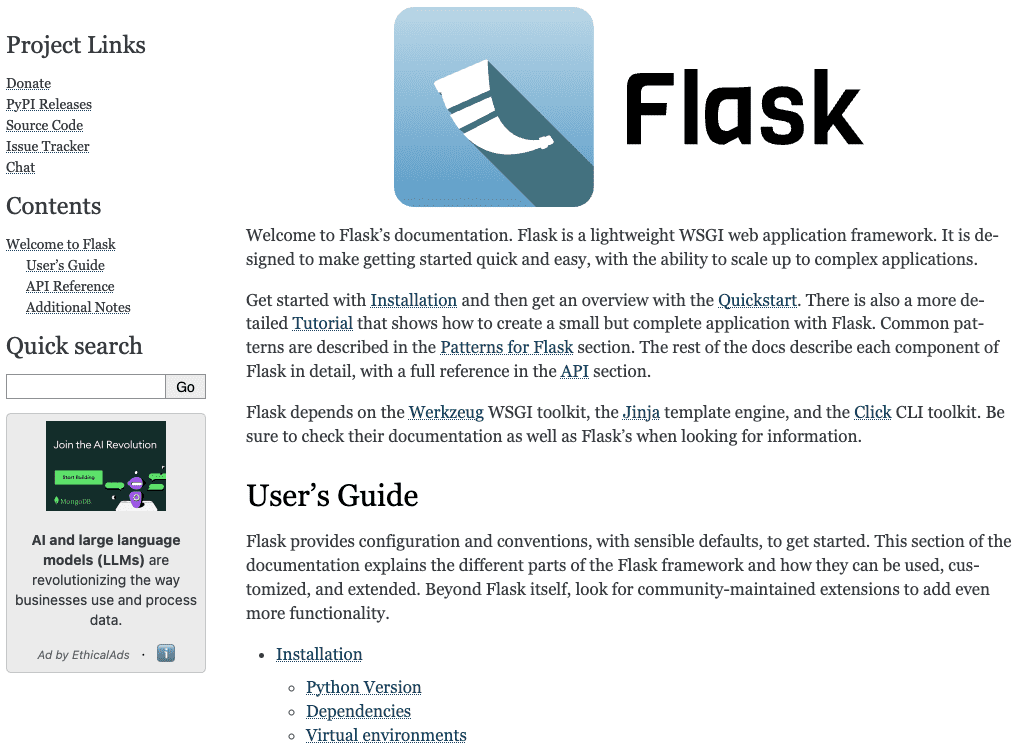 Project Links
Donate
PyPI Releases
Source Code
Issue Tracker
Chat
Contents
Welcome to Flask
User’s Guide
API Reference
Additional Notes
Quick search
Go
Join the AI Revolution
Start Building
MongoDB
AI and large language
models (LLMs) are
revolutionizing the way
businesses use and process
data.
Ad by EthicalAds · ℹ️
Flask
Welcome to Flask’s documentation. Flask is a lightweight WSGI web application framework. It is de-
signed to make getting started quick and easy, with the ability to scale up to complex applications.
Get started with Installation and then get an overview with the Quickstart. There is also a more de-
tailed Tutorial that shows how to create a small but complete application with Flask. Common pat-
terns are described in the Patterns for Flask section. The rest of the docs describe each component of
Flask in detail, with a full reference in the API section.
Flask depends on the Werkzeug WSGI toolkit, the Jinja template engine, and the Click CLI toolkit. Be
sure to check their documentation as well as Flask’s when looking for information.
User’s Guide
Flask provides configuration and conventions, with sensible defaults, to get started. This section of the
documentation explains the different parts of the Flask framework and how they can be used, cus-
tomized, and extended. Beyond Flask itself, look for community-maintained extensions to add even
more functionality.
• Installation
◦ Python Version
◦ Dependencies
◦ Virtual environments